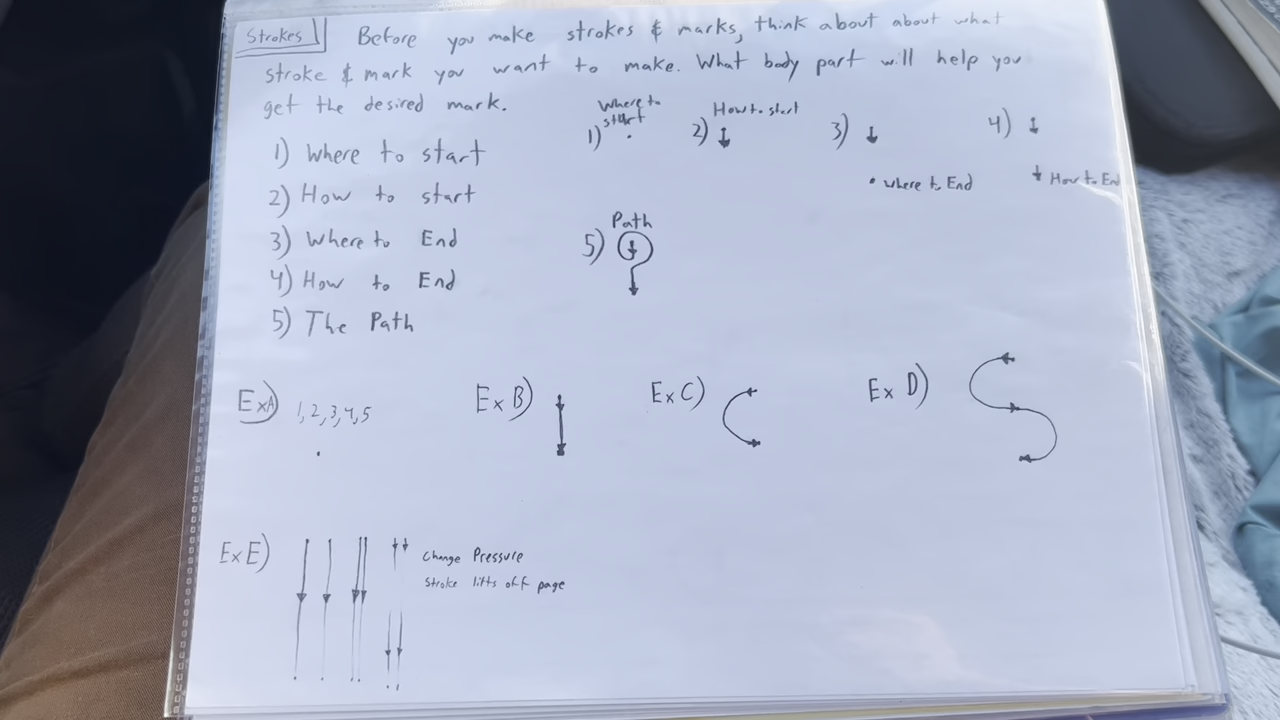 Strokes Before you make strokes & marks, think about about what
stroke & mark you want to make. What body part will help you
get the desired mark.
1) Where to start
2) How to start
3) Where to End
4) How to End
5) The Path
1) Where to
start
2) How to start
3)
• Where to End
4)
How to End
5) Path
Ex A) 1,2,3,4,5
Ex B)
Ex C)
Ex D)
Ex E)
Change Pressure
Stroke lifts off page